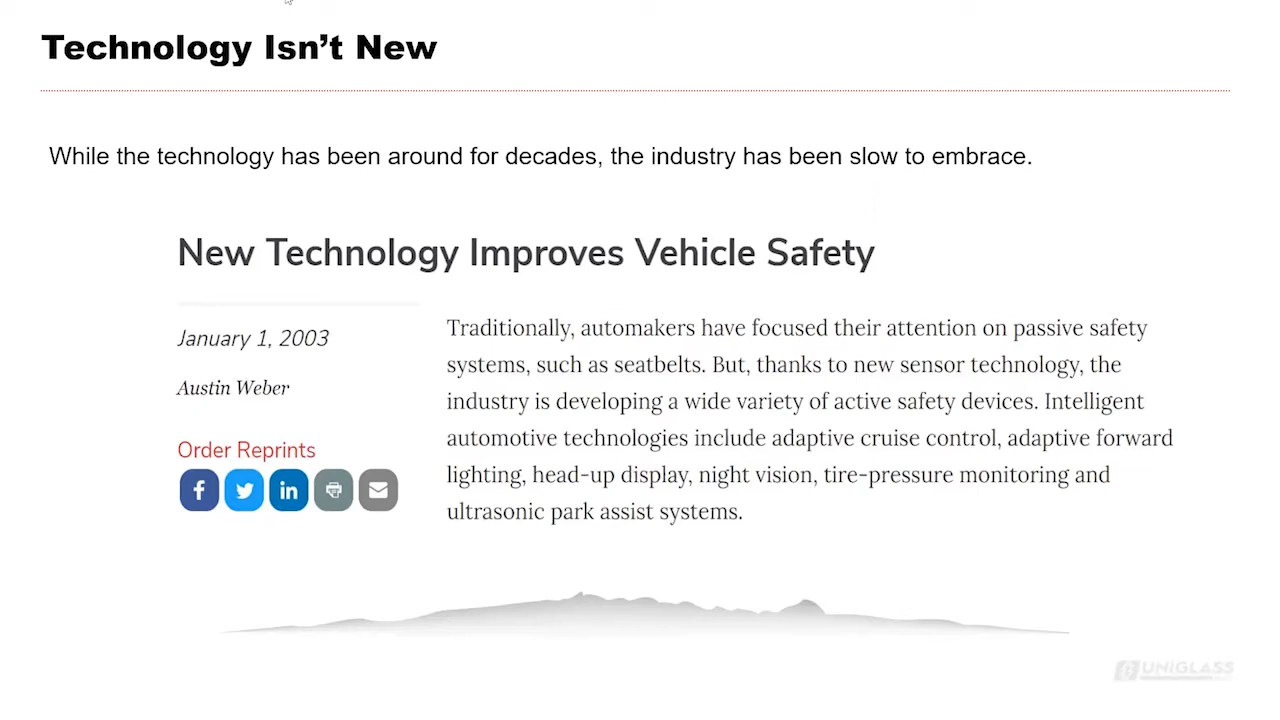 Technology Isn’t New
While the technology has been around for decades, the industry has been slow to embrace.
New Technology Improves Vehicle Safety
January 1, 2003
Austin Weber
Order Reprints
Traditionally, automakers have focused their attention on passive safety
systems, such as seatbelts. But, thanks to new sensor technology, the
industry is developing a wide variety of active safety devices. Intelligent
automotive technologies include adaptive cruise control, adaptive forward
lighting, head-up display, night vision, tire-pressure monitoring and
ultrasonic park assist systems.
UNIGLASS